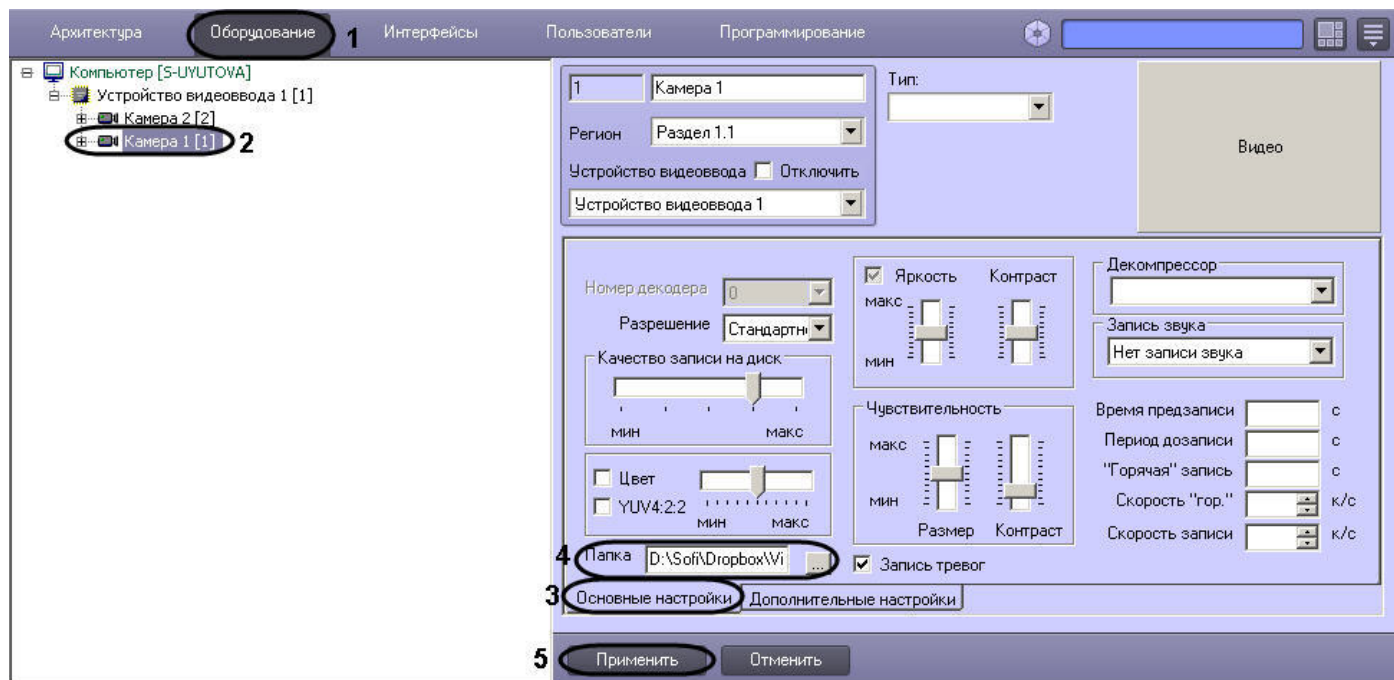 Архитектура Оборудование 1 Интерфейсы Пользователи Программирование
Компьютер [S-UYUTOVA]
Устройство видеоввода 1 [1]
Камера 2 [2]
Камера 1 [1] 2
1 Камера 1
Тип:
Регион Раздел 1.1
Устройство видеоввода Отключить
Устройство видеоввода 1
Видео
Номер декодера 0
Разрешение Стандартн
Качество записи на диск
мин макс
Цвет
YUV4:2:2
мин макс
4 Папка D:\Sofi\Dropbox\Vi ...
Яркость Контраст
макс
мин
Чувствительность
макс
мин
Размер Контраст
Запись тревог
Декомпрессор
Запись звука
Нет записи звука
Время предзаписи с
Период дозаписи с
"Горячая" запись с
Скорость "гор." к/с
Скорость записи к/с
3 Основные настройки Дополнительные настройки
5 Применить Отменить